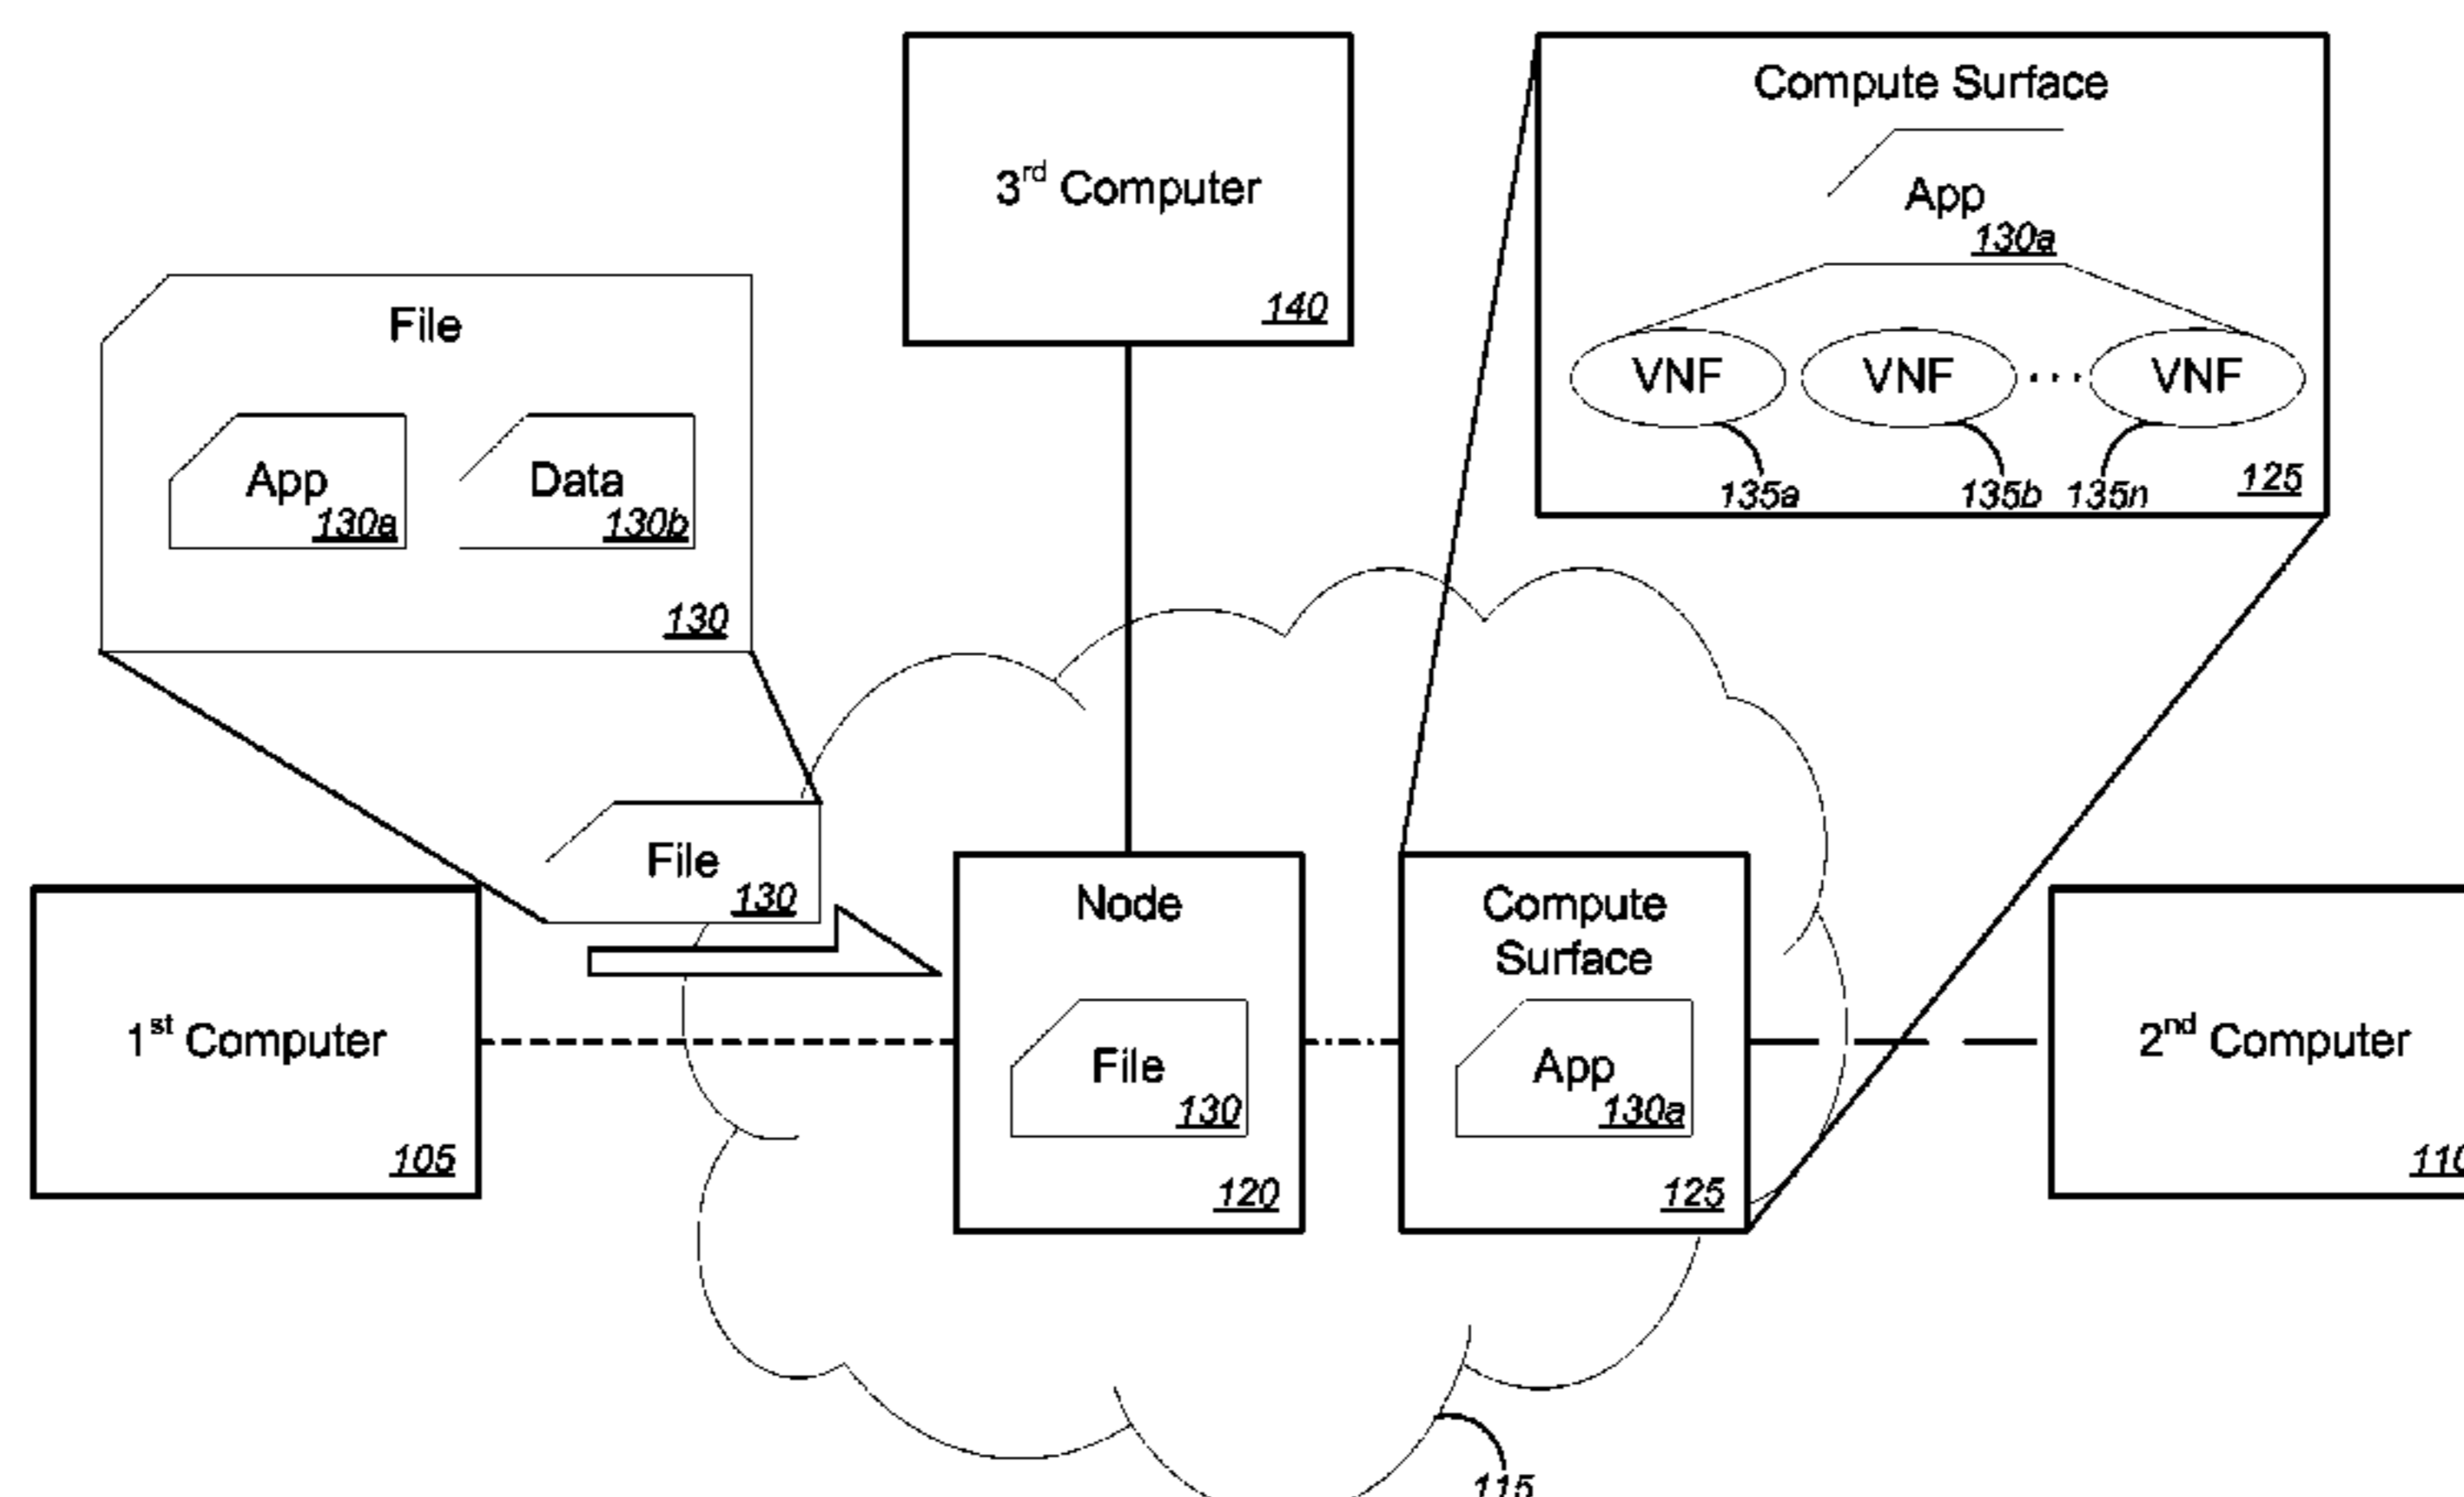 3rd Computer
140
Compute Surface
App
130a
VNF
VNF
...
VNF
135a
135b
135n
125
File
App
130a
Data
130b
130
File
130
1st Computer
105
Node
File
130
120
Compute
Surface
App
130a
125
2nd Computer
110
115